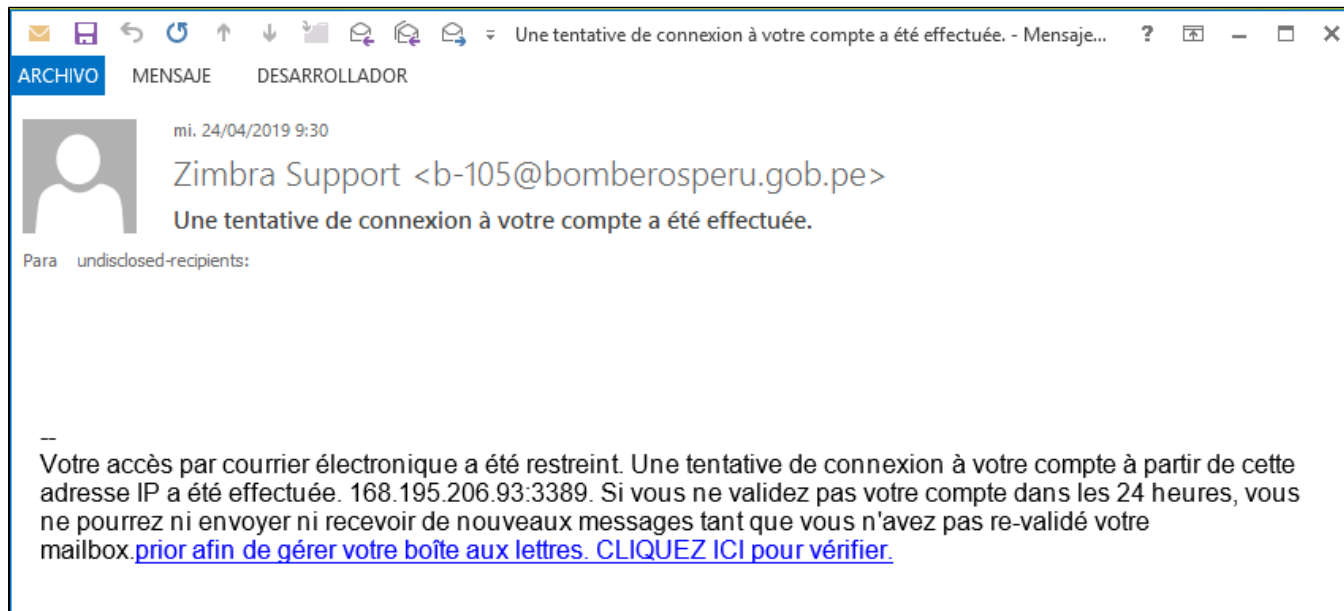 Une tentative de connexion à votre compte a été effectuée. - Mensaje... ?
ARCHIVO MENSAJE DESARROLLADOR
mi. 24/04/2019 9:30
Zimbra Support <b-105@bomberosperu.gob.pe>
Une tentative de connexion à votre compte a été effectuée.
Para undisclosed-recipients:
--
Votre accès par courrier électronique a été restreint. Une tentative de connexion à votre compte à partir de cette
adresse IP a été effectuée. 168.195.206.93:3389. Si vous ne validez pas votre compte dans les 24 heures, vous
ne pourrez ni envoyer ni recevoir de nouveaux messages tant que vous n'avez pas re-validé votre
mailbox.prior afin de gérer votre boîte aux lettres. CLIQUEZ ICI pour vérifier.